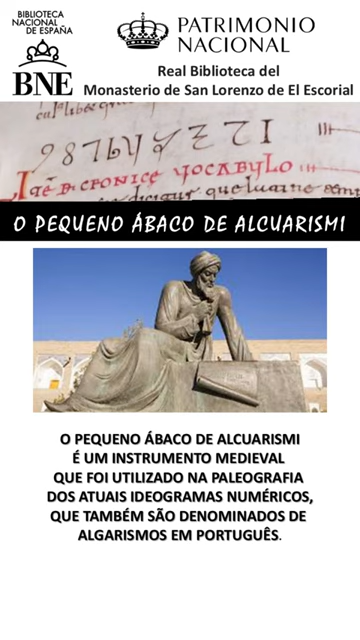 BIBLIOTECA
NACIONAL
DE ESPAÑA
BNE
PATRIMONIO
NACIONAL
Real Biblioteca del
Monasterio de San Lorenzo de El Escorial
O PEQUENO ÁBACO DE ALCUARISMI
O PEQUENO ÁBACO DE ALCUARISMI
É UM INSTRUMENTO MEDIEVAL
QUE FOI UTILIZADO NA PALEOGRAFIA
DOS ATUAIS IDEOGRAMAS NUMÉRICOS,
QUE TAMBÉM SÃO DENOMINADOS DE
ALGARISMOS EM PORTUGUÊS.